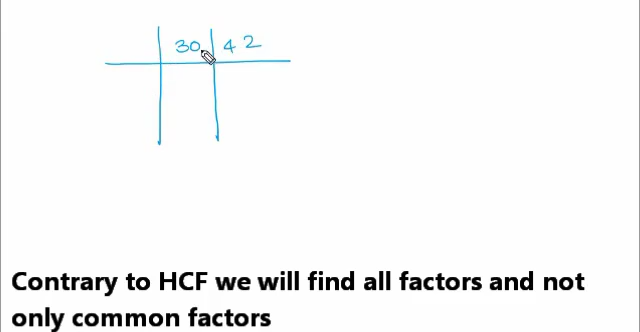 30 42
Contrary to HCF we will find all factors and not
only common factors